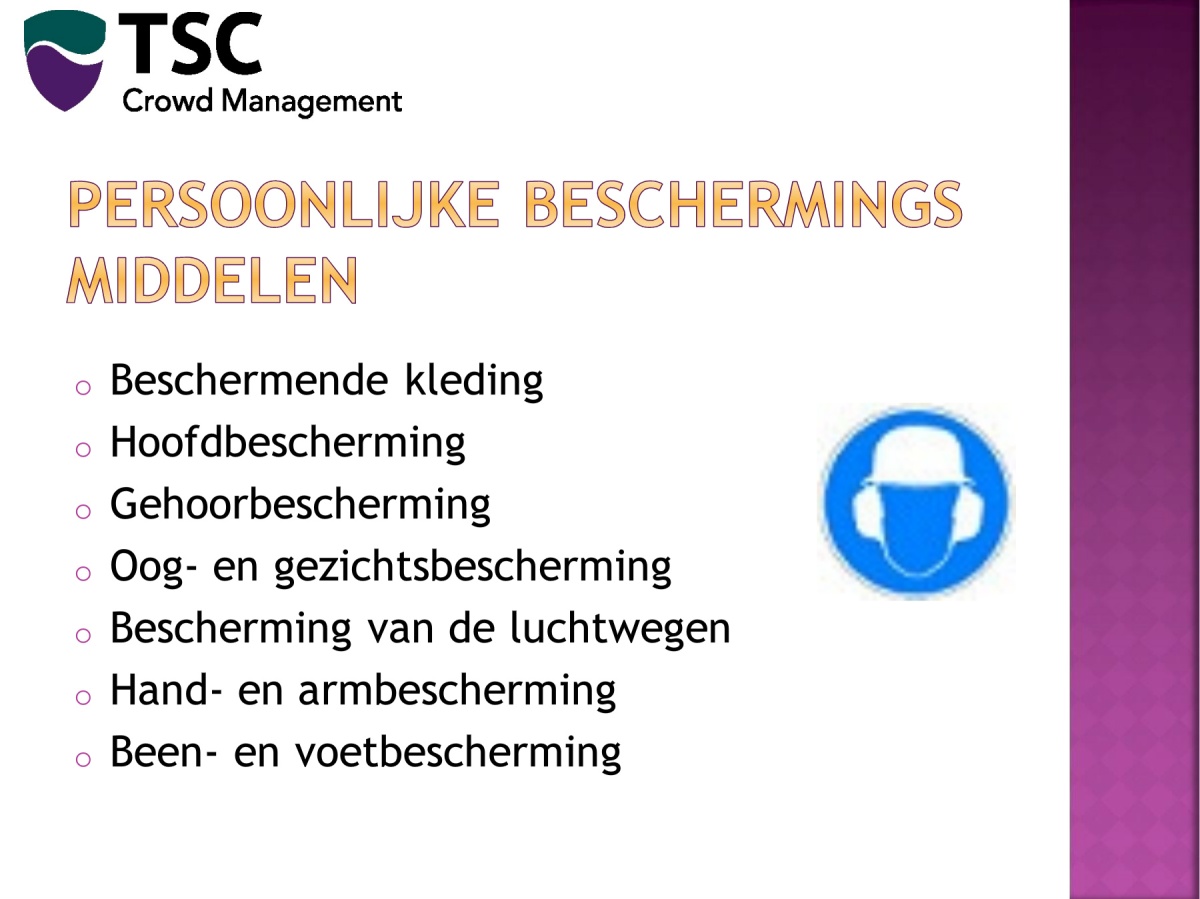 TSC
Crowd Management
PERSOONLIJKE BESCHERMINGS
MIDDELEN
o Beschermende kleding
o Hoofdbescherming
o Gehoorbescherming
o Oog- en gezichtsbescherming
o Bescherming van de luchtwegen
o Hand- en armbescherming
o Been- en voetbescherming